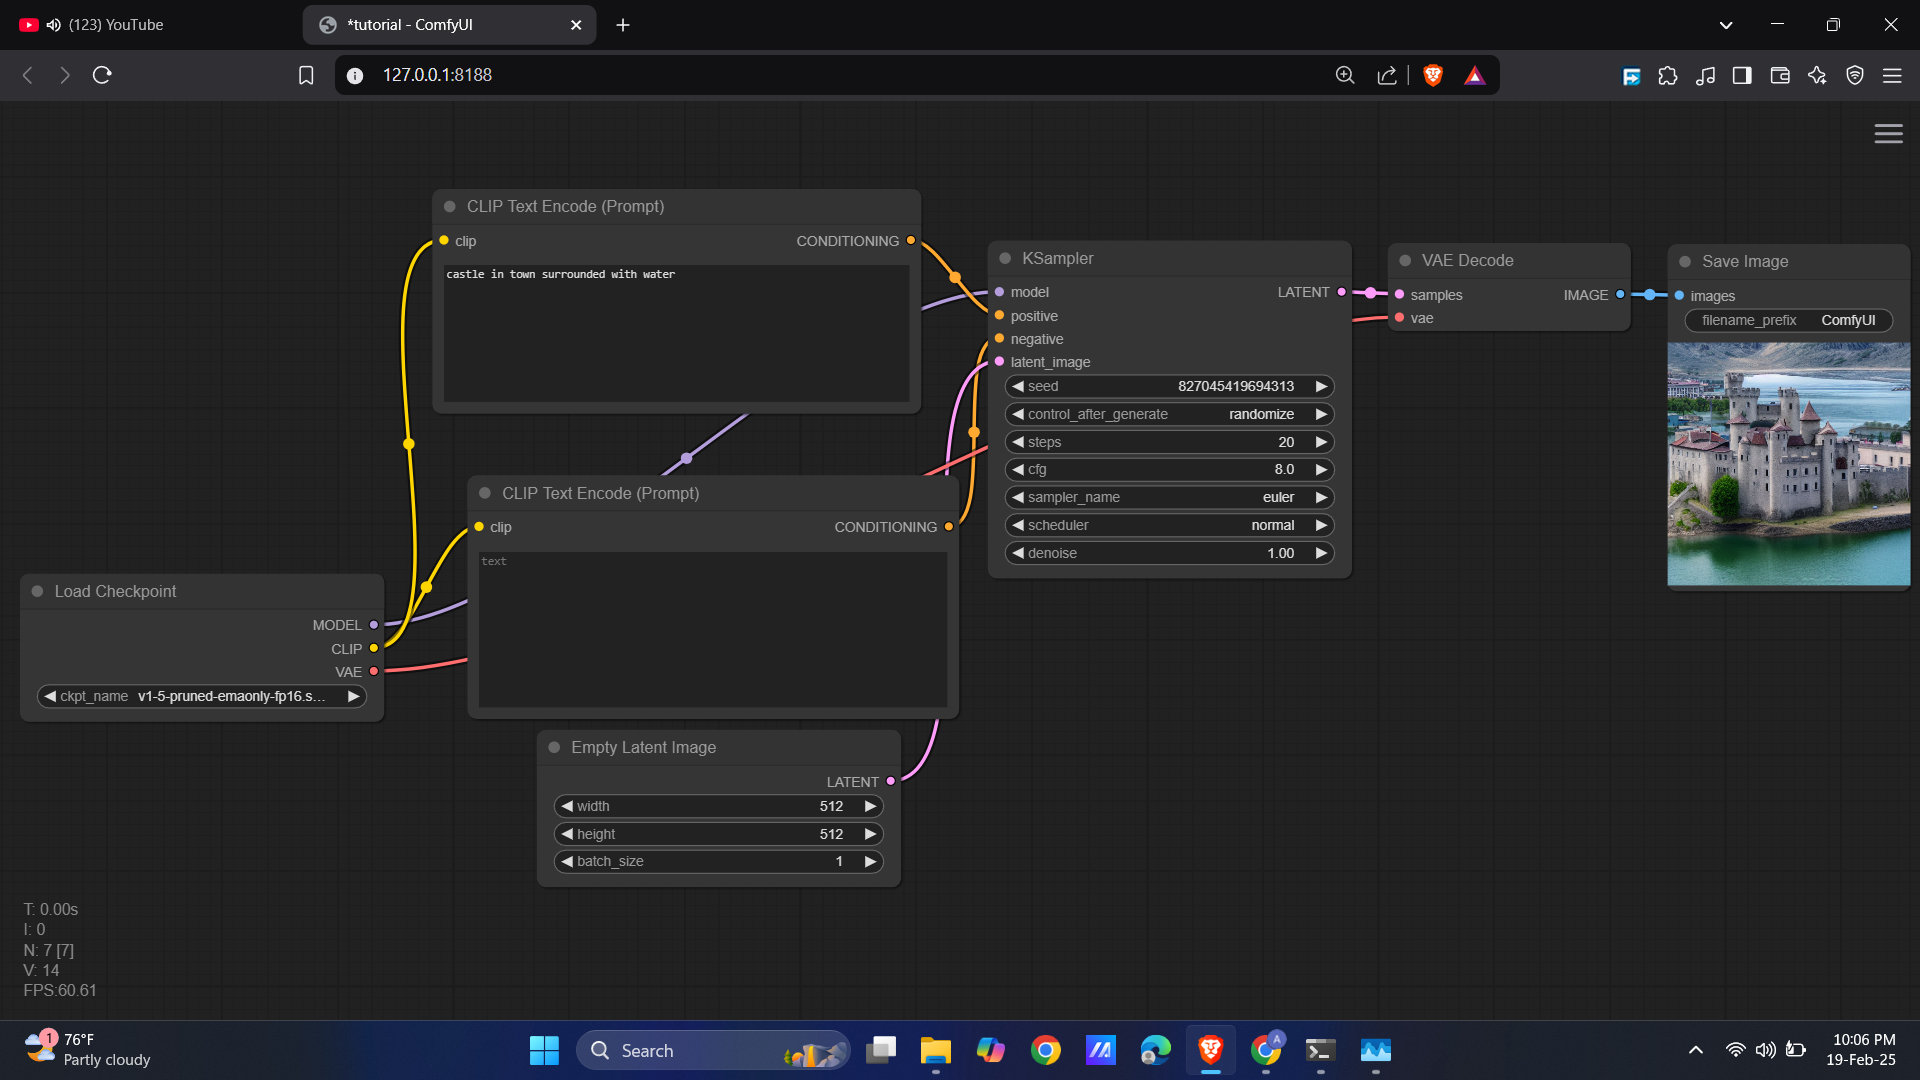 (123) YouTube
*tutorial - ComfyUI
127.0.0.1:8188
CLIP Text Encode (Prompt)
clip
CONDITIONING
castle in town surrounded with water
CLIP Text Encode (Prompt)
clip
CONDITIONING
text
Load Checkpoint
MODEL
CLIP
VAE
ckpt_name v1-5-pruned-emaonly-fp16.s...
Empty Latent Image
LATENT
width 512
height 512
batch_size 1
KSampler
model
LATENT
positive
negative
latent_image
seed 827045419694313
control_after_generate randomize
steps 20
cfg 8.0
sampler_name euler
scheduler normal
denoise 1.00
VAE Decode
samples
IMAGE
vae
Save Image
images
filename_prefix ComfyUI
T: 0.00s
I: 0
N: 7 [7]
V: 14
FPS:60.61
1
76°F
Partly cloudy
Search
A
10:06 PM
19-Feb-25